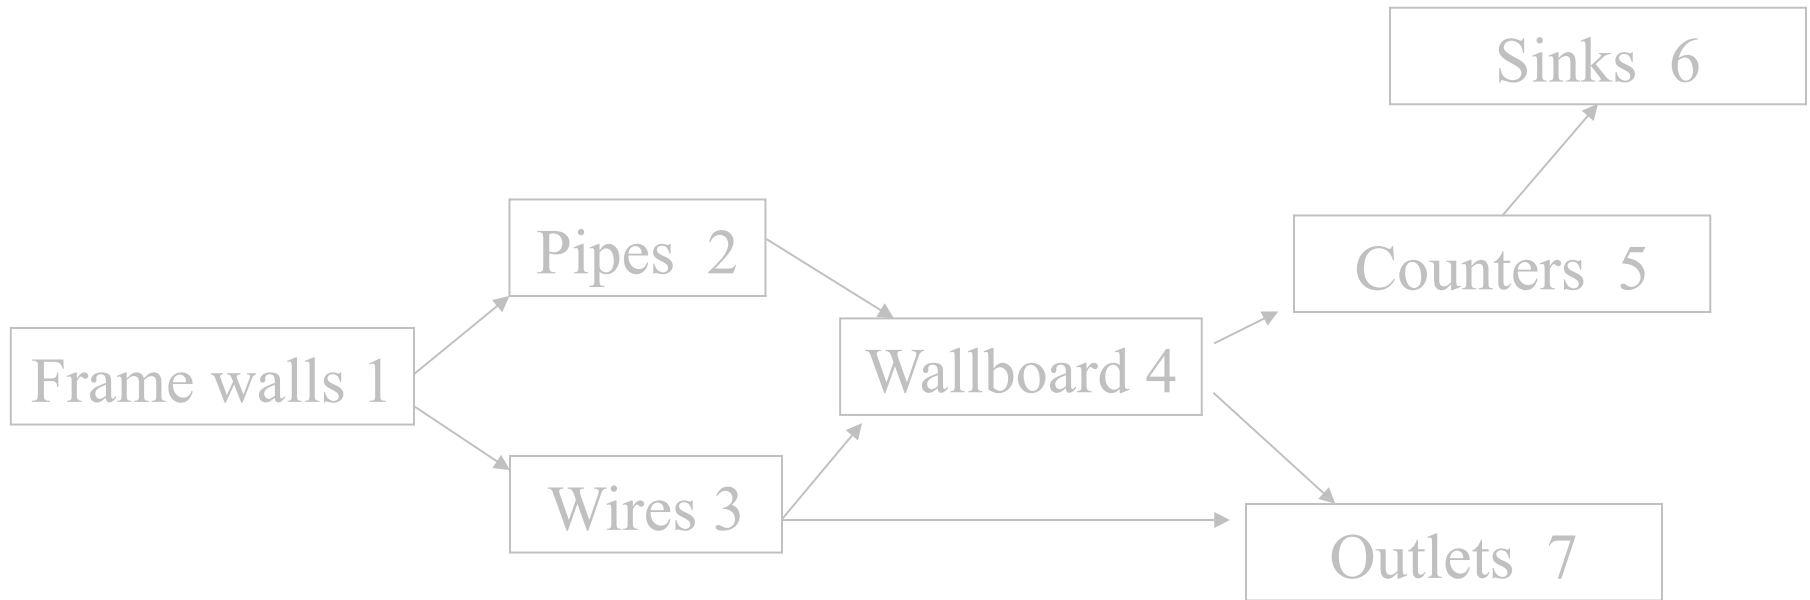 Sinks 6
Pipes 2
Counters 5
Frame walls 1
Wallboard 4
Wires 3
Outlets 7